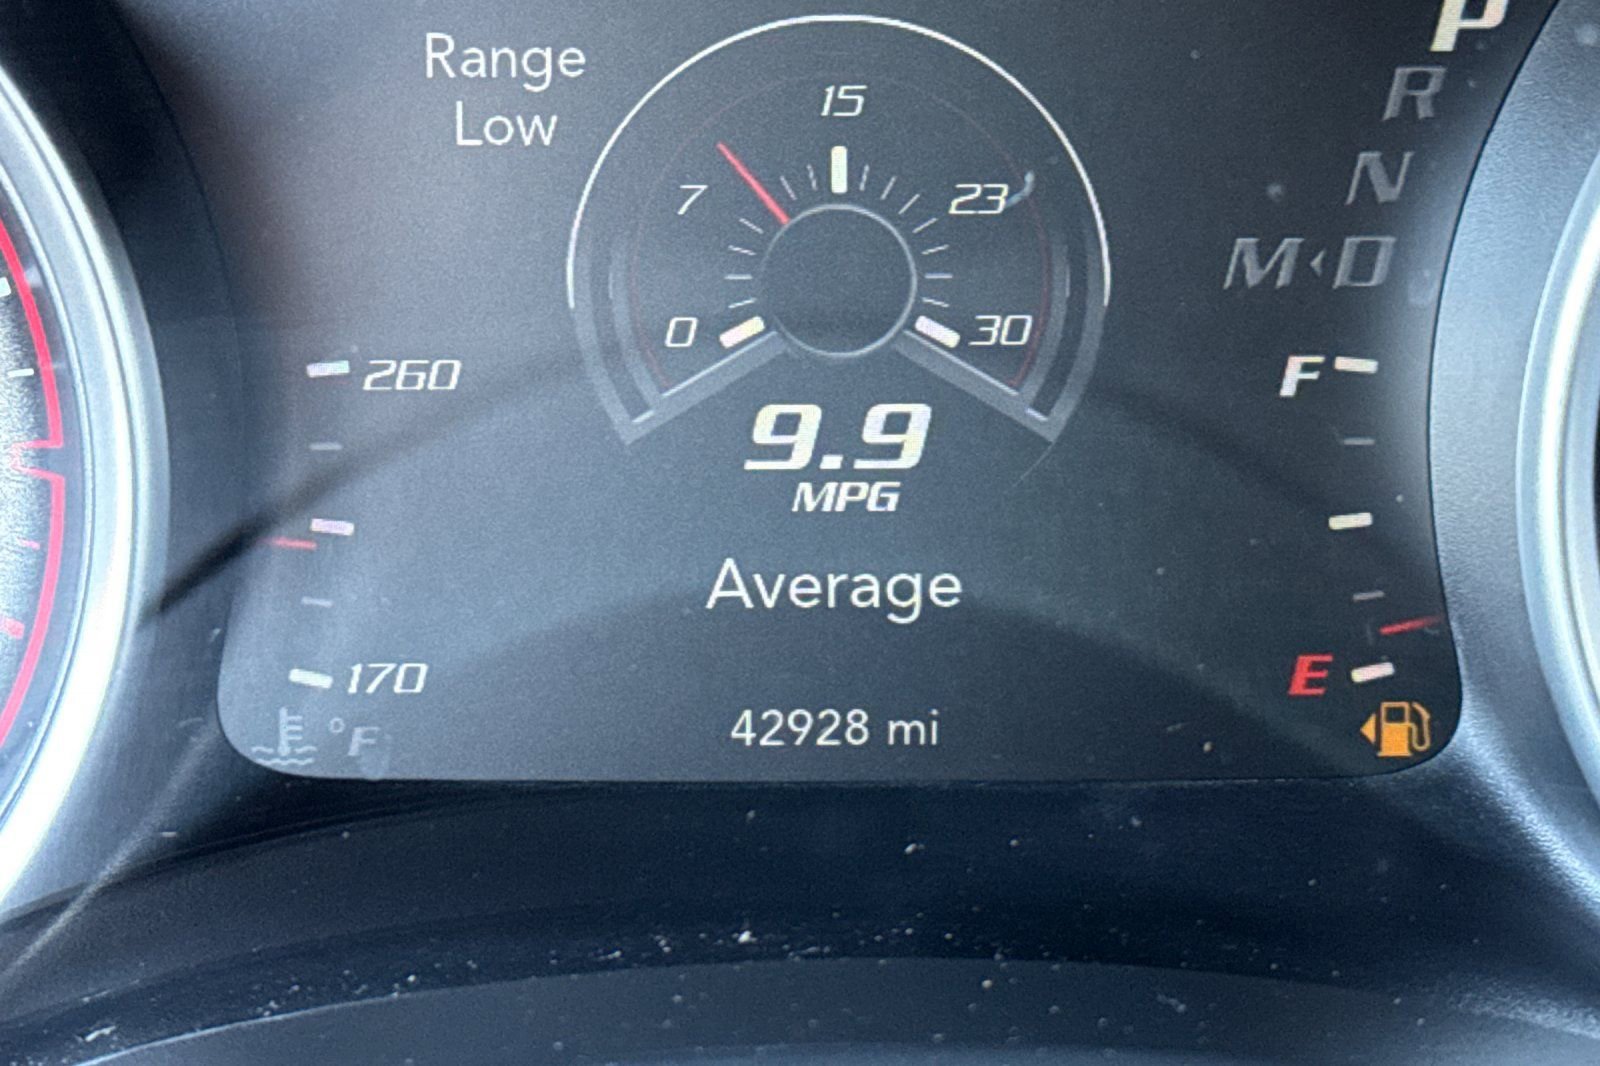 Range
Low
15
7
23
0
30
9.9
MPG
Average
42928 mi
260
170
°F
P
R
N
M D
F
E